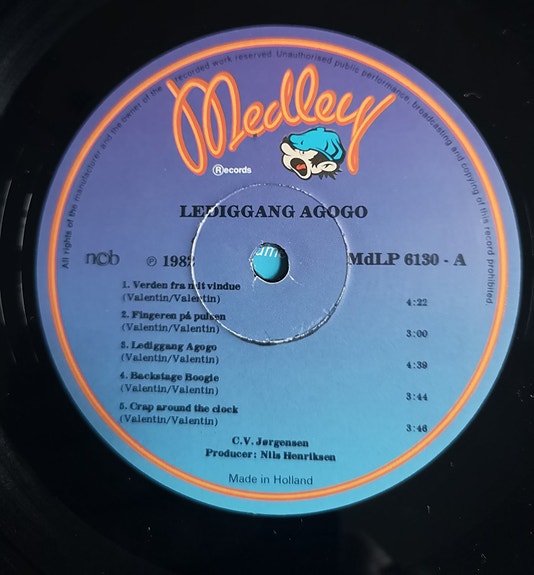 All rights of the manufacturer and the owner of the recorded work reserved. Unauthorised public performance, broadcasting and copying of this record prohibited.
Medley
®ecords
LEDIGGANG AGOGO
ncb ℗ 1982 MdLP 6130 - A
1. Verden fra mit vindue
(Valentin/Valentin) 4:22
2. Fingeren på pulsen
(Valentin/Valentin) 3:00
3. Lediggang Agogo
(Valentin/Valentin) 4:39
4. Backstage Boogie
(Valentin/Valentin) 3:44
5. Crap around the clock
(Valentin/Valentin) 3:46
C.V. Jørgensen
Producer: Nils Henriksen
Made in Holland